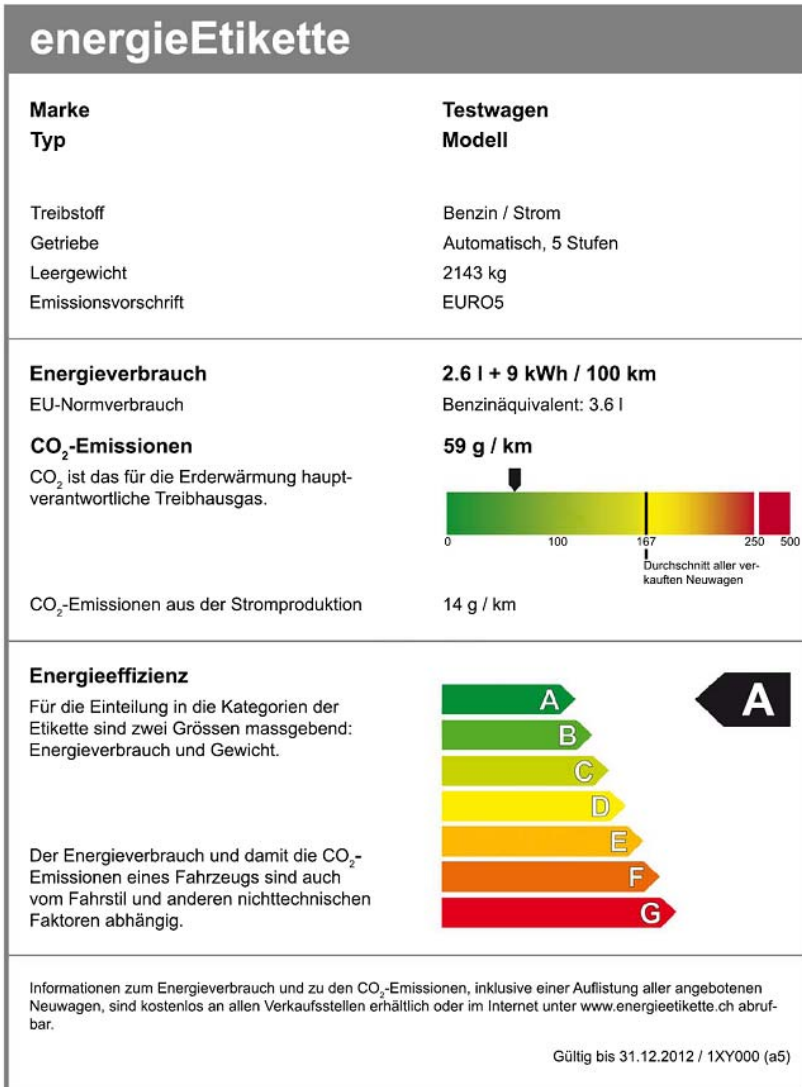 energieEtikette
Marke Testwagen
Typ Modell
Treibstoff Benzin / Strom
Getriebe Automatisch, 5 Stufen
Leergewicht 2143 kg
Emissionsvorschrift EURO5
Energieverbrauch 2.6 l + 9 kWh / 100 km
EU-Normverbrauch Benzinäquivalent: 3.6 l
CO₂-Emissionen 59 g / km
CO₂ ist das für die Erderwärmung haupt-
verantwortliche Treibhausgas.
0 100 167 250 500
Durchschnitt aller ver-
kauften Neuwagen
CO₂-Emissionen aus der Stromproduktion 14 g / km
Energieeffizienz
Für die Einteilung in die Kategorien der
Etikette sind zwei Grössen massgebend:
Energieverbrauch und Gewicht.
Der Energieverbrauch und damit die CO₂-
Emissionen eines Fahrzeugs sind auch
vom Fahrstil und anderen nichttechnischen
Faktoren abhängig.
A A
B
C
D
E
F
G
Informationen zum Energieverbrauch und zu den CO₂-Emissionen, inklusive einer Auflistung aller angebotenen
Neuwagen, sind kostenlos an allen Verkaufsstellen erhältlich oder im Internet unter www.energieetikette.ch abruf-
bar.
Gültig bis 31.12.2012 / 1XY000 (a5)